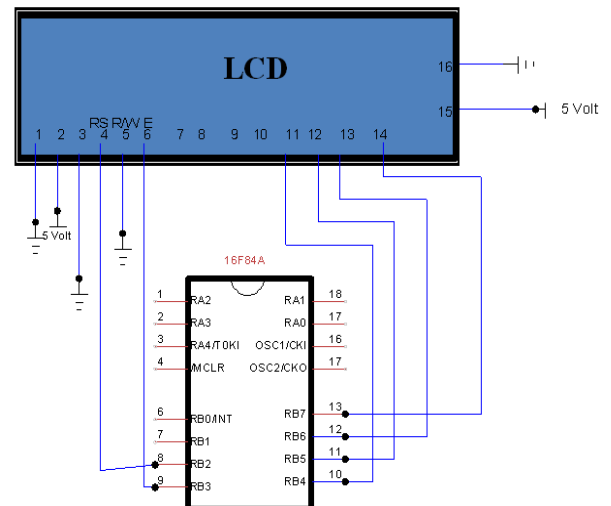 LCD
16
15
5 Volt
RS R/W E
1 2 3 4 5 6 7 8 9 10 11 12 13 14
5 Volt
16F84A
1 RA2 RA1 18
2 RA3 RA0 17
3 RA4/T0KI OSC1/CKI 16
4 /MCLR OSC2/CKO 17
RB7 13
6 RB0/INT RB6 12
7 RB1
8 RB2 RB5 11
9 RB3 RB4 10